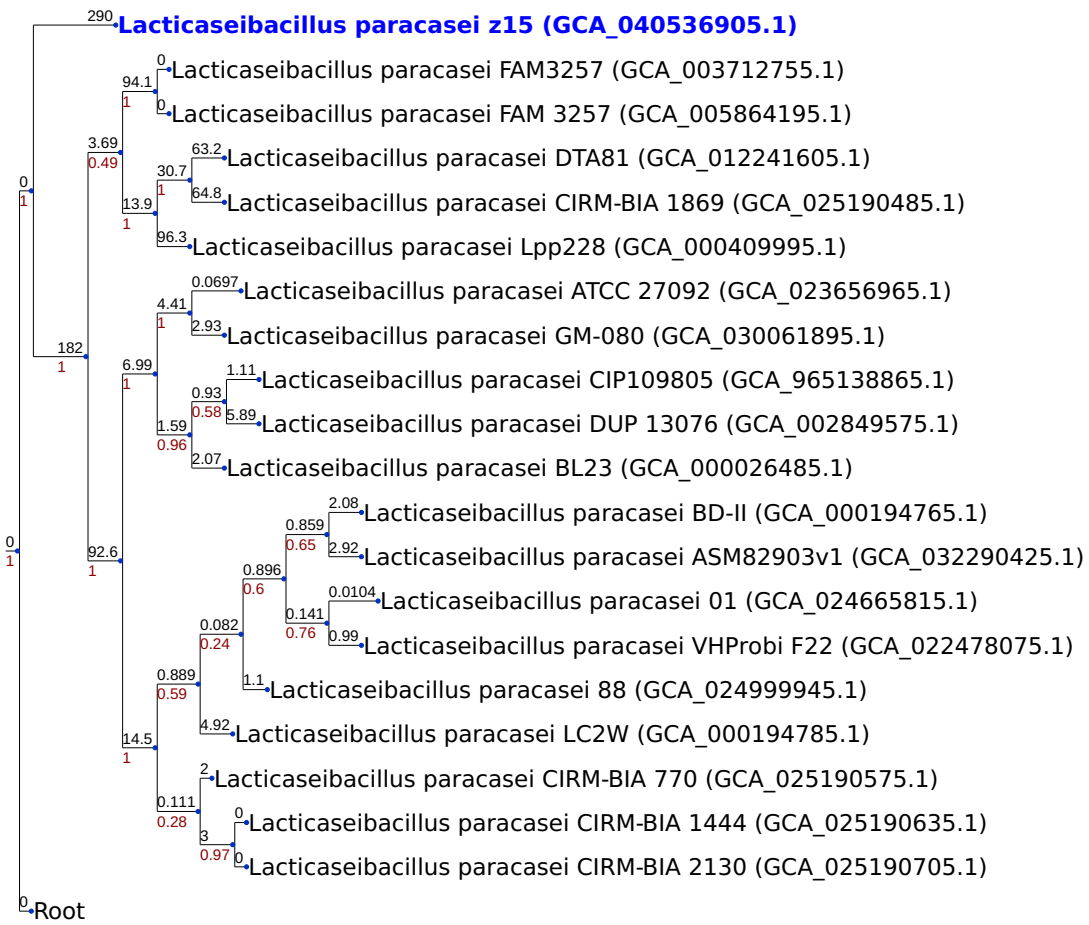 290
Lacticaseibacillus paracasei z15 (GCA_040536905.1)
0
Lacticaseibacillus paracasei FAM3257 (GCA_003712755.1)
94.1
1
0
Lacticaseibacillus paracasei FAM 3257 (GCA_005864195.1)
3.69
0.49
63.2
Lacticaseibacillus paracasei DTA81 (GCA_012241605.1)
30.7
1
0
1
64.8
Lacticaseibacillus paracasei CIRM-BIA 1869 (GCA_025190485.1)
13.9
1
96.3
Lacticaseibacillus paracasei Lpp228 (GCA_000409995.1)
0.0697
Lacticaseibacillus paracasei ATCC 27092 (GCA_023656965.1)
4.41
1
2.93
Lacticaseibacillus paracasei GM-080 (GCA_030061895.1)
182
1
6.99
1
1.11
Lacticaseibacillus paracasei CIP109805 (GCA_965138865.1)
0.93
0.58
5.89
Lacticaseibacillus paracasei DUP 13076 (GCA_002849575.1)
1.59
0.96
2.07
Lacticaseibacillus paracasei BL23 (GCA_000026485.1)
2.08
Lacticaseibacillus paracasei BD-II (GCA_000194765.1)
0.859
0.65
0
1
92.6
1
2.92
Lacticaseibacillus paracasei ASM82903v1 (GCA_032290425.1)
0.896
0.6
0.0104
Lacticaseibacillus paracasei 01 (GCA_024665815.1)
0.141
0.76
0.082
0.24
0.99
Lacticaseibacillus paracasei VHProbi F22 (GCA_022478075.1)
0.889
0.59
1.1
Lacticaseibacillus paracasei 88 (GCA_024999945.1)
4.92
Lacticaseibacillus paracasei LC2W (GCA_000194785.1)
14.5
1
2
Lacticaseibacillus paracasei CIRM-BIA 770 (GCA_025190575.1)
0.111
0.28
0
Lacticaseibacillus paracasei CIRM-BIA 1444 (GCA_025190635.1)
3
0.97
0
Lacticaseibacillus paracasei CIRM-BIA 2130 (GCA_025190705.1)
0
Root